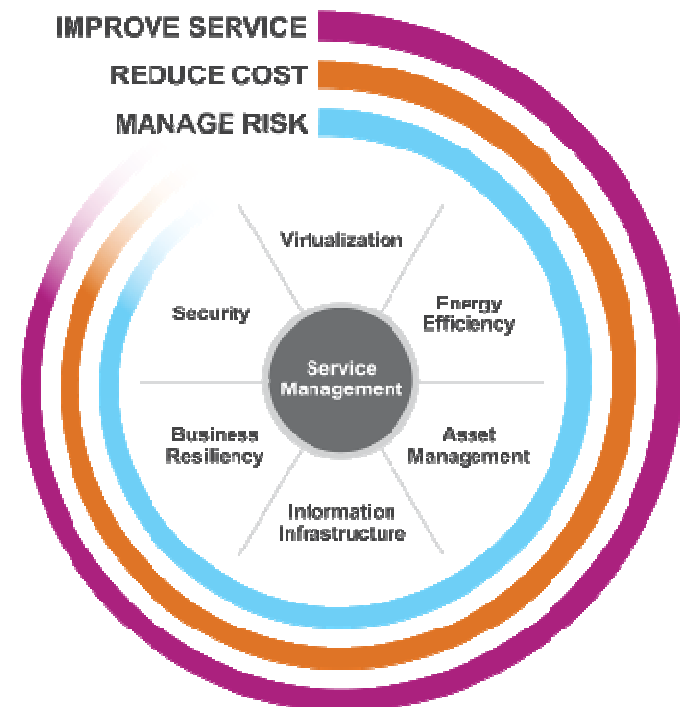 IMPROVE SERVICE
REDUCE COST
MANAGE RISK
Virtualization
Security
Energy
Efficiency
Service
Management
Business
Resiliency
Asset
Management
Information
Infrastructure